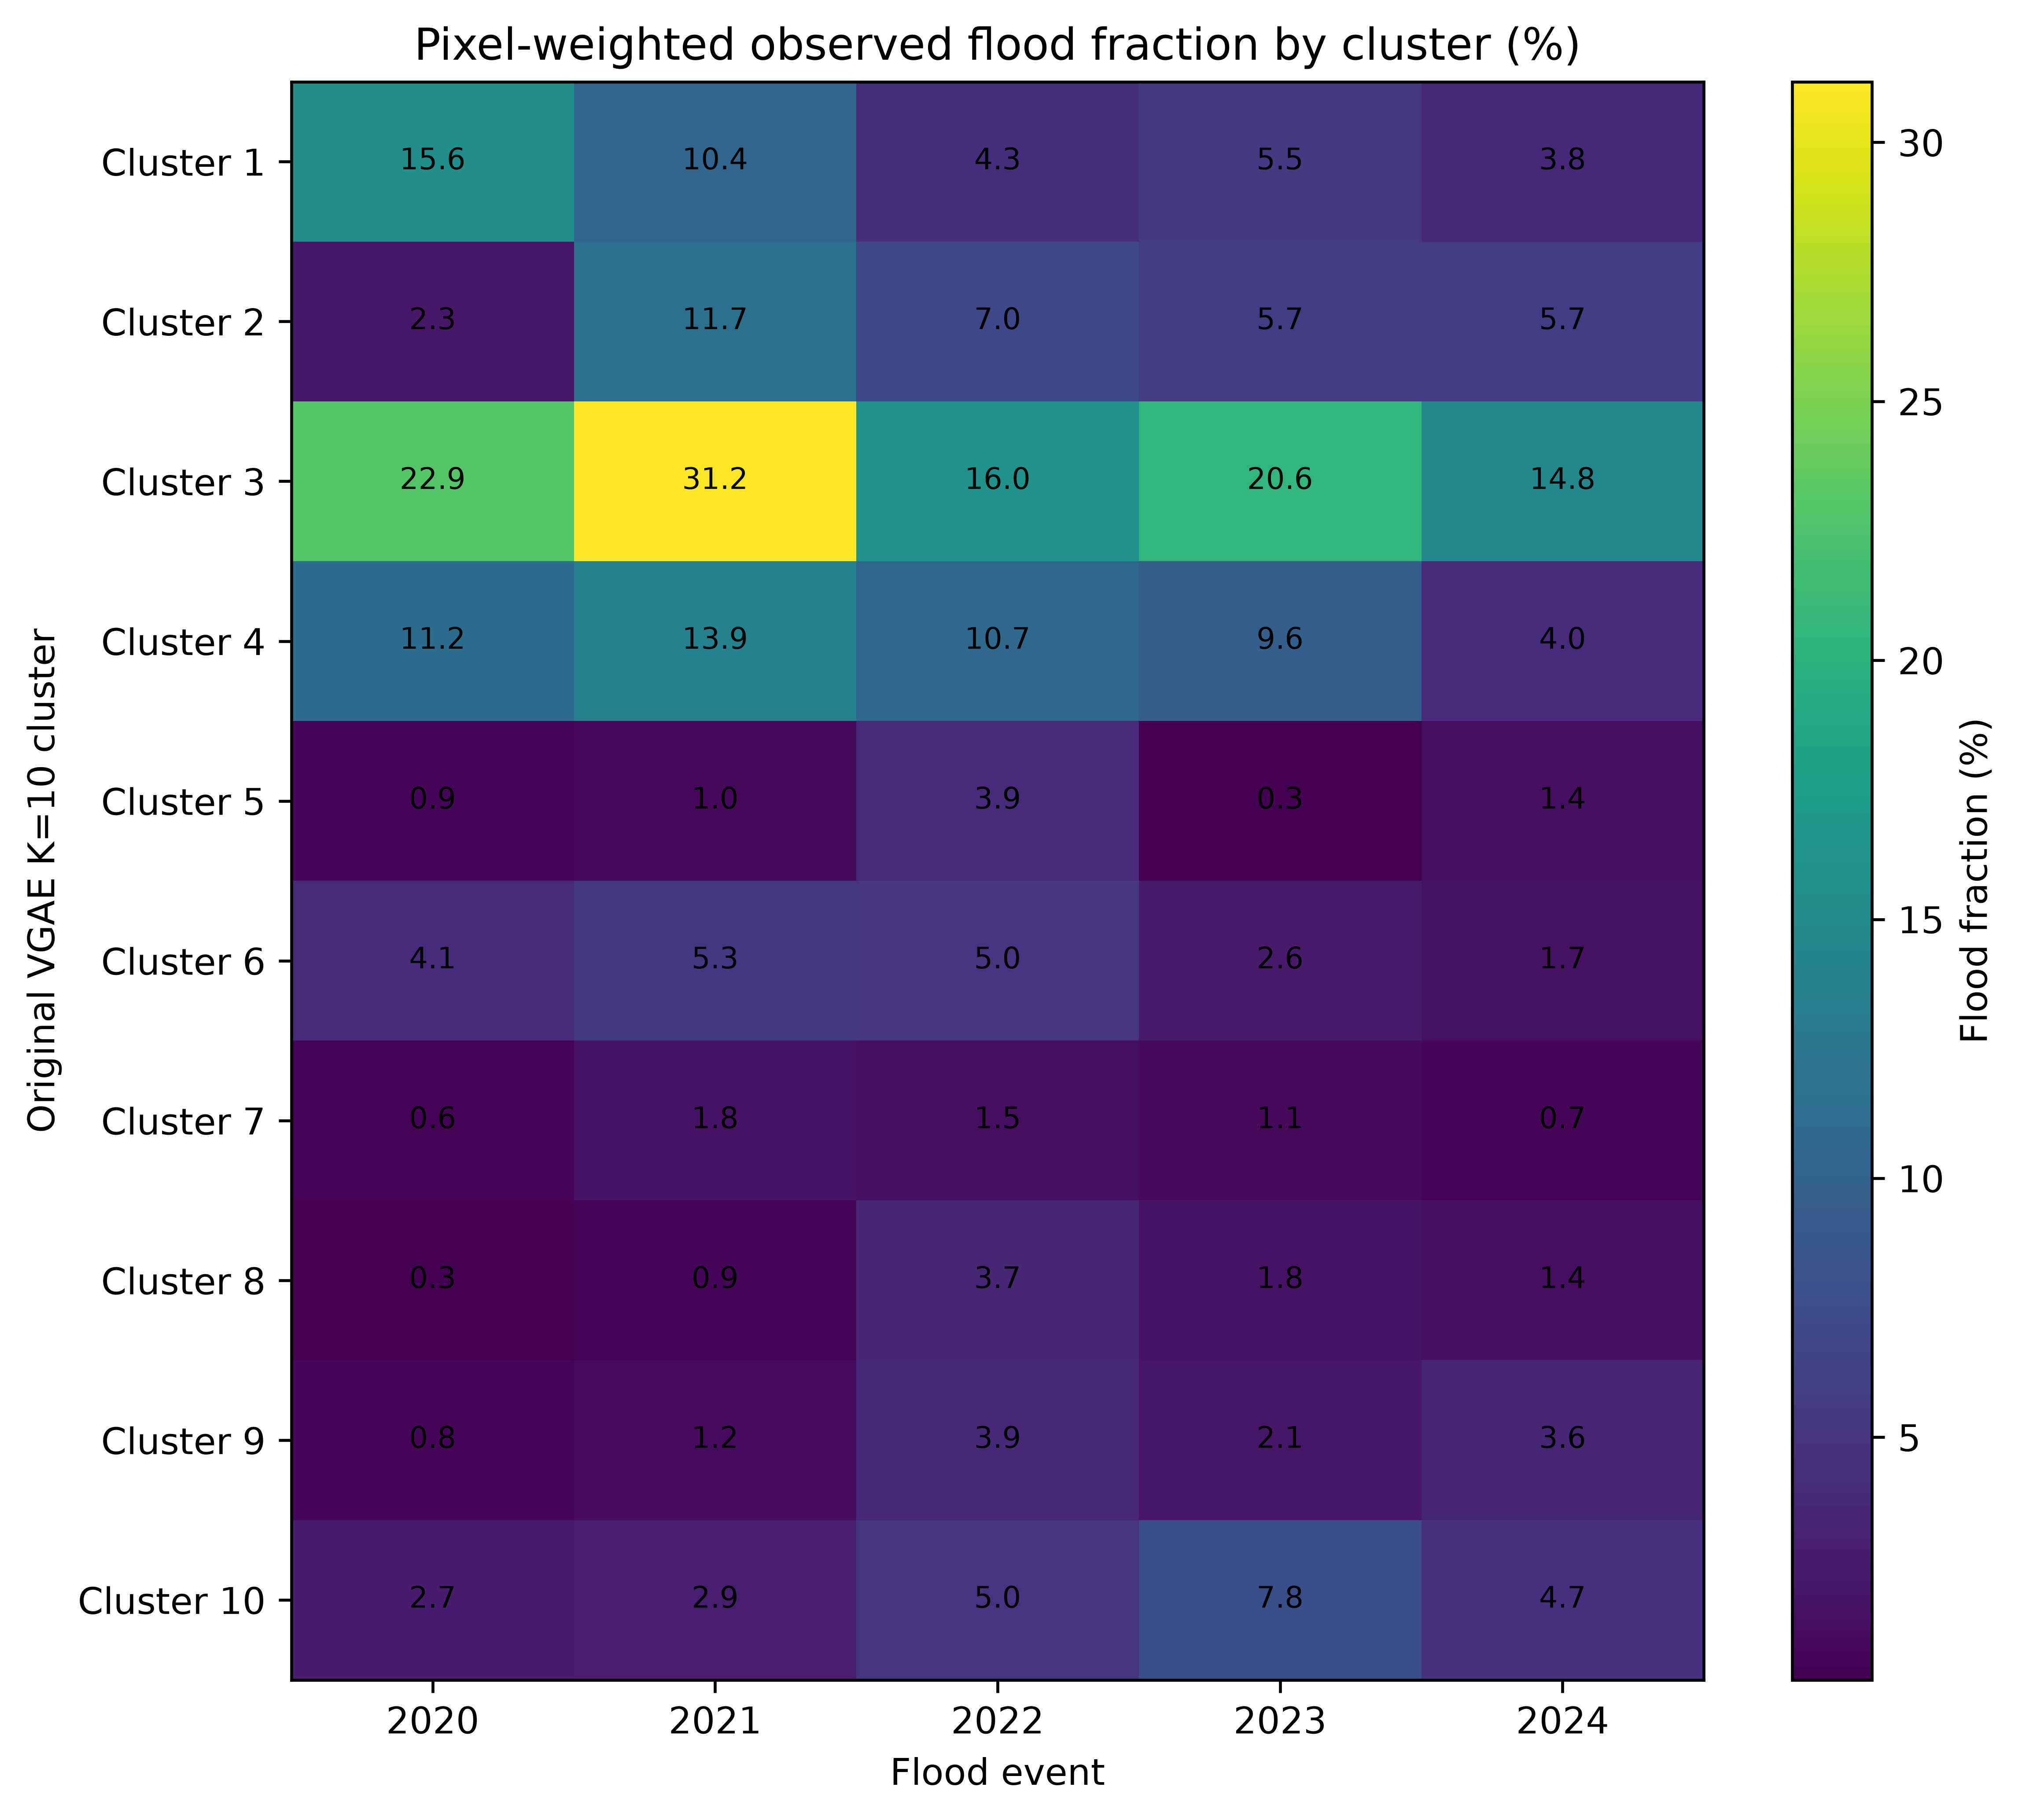 Pixel-weighted observed flood fraction by cluster (%)
Original VGAE K=10 cluster
Cluster 1 15.6 10.4 4.3 5.5 3.8
Cluster 2 2.3 11.7 7.0 5.7 5.7
Cluster 3 22.9 31.2 16.0 20.6 14.8
Cluster 4 11.2 13.9 10.7 9.6 4.0
Cluster 5 0.9 1.0 3.9 0.3 1.4
Cluster 6 4.1 5.3 5.0 2.6 1.7
Cluster 7 0.6 1.8 1.5 1.1 0.7
Cluster 8 0.3 0.9 3.7 1.8 1.4
Cluster 9 0.8 1.2 3.9 2.1 3.6
Cluster 10 2.7 2.9 5.0 7.8 4.7
2020 2021 2022 2023 2024
Flood event
30
25
20
15
10
5
Flood fraction (%)